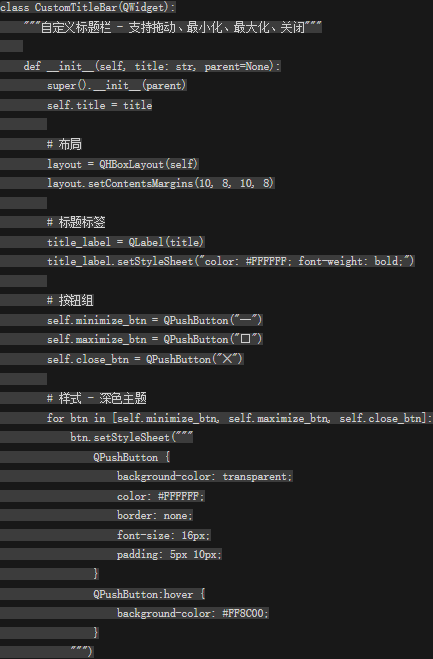 class CustomTitleBar(QWidget):
    """自定义标题栏 - 支持拖动、最小化、最大化、关闭"""
    def __init__(self, title: str, parent=None):
        super().__init__(parent)
        self.title = title
        # 布局
        layout = QHBoxLayout(self)
        layout.setContentsMargins(10, 8, 10, 8)
        # 标题标签
        title_label = QLabel(title)
        title_label.setStyleSheet("color: #FFFFFF; font-weight: bold;")
        # 按钮组
        self.minimize_btn = QPushButton("—")
        self.maximize_btn = QPushButton("□")
        self.close_btn = QPushButton("╳")
        # 样式 - 深色主题
        for btn in [self.minimize_btn, self.maximize_btn, self.close_btn]:
            btn.setStyleSheet("""
                QPushButton {
                    background-color: transparent;
                    color: #FFFFFF;
                    border: none;
                    font-size: 16px;
                    padding: 5px 10px;
                }
                QPushButton:hover {
                    background-color: #FF8C00;
                }
            """)